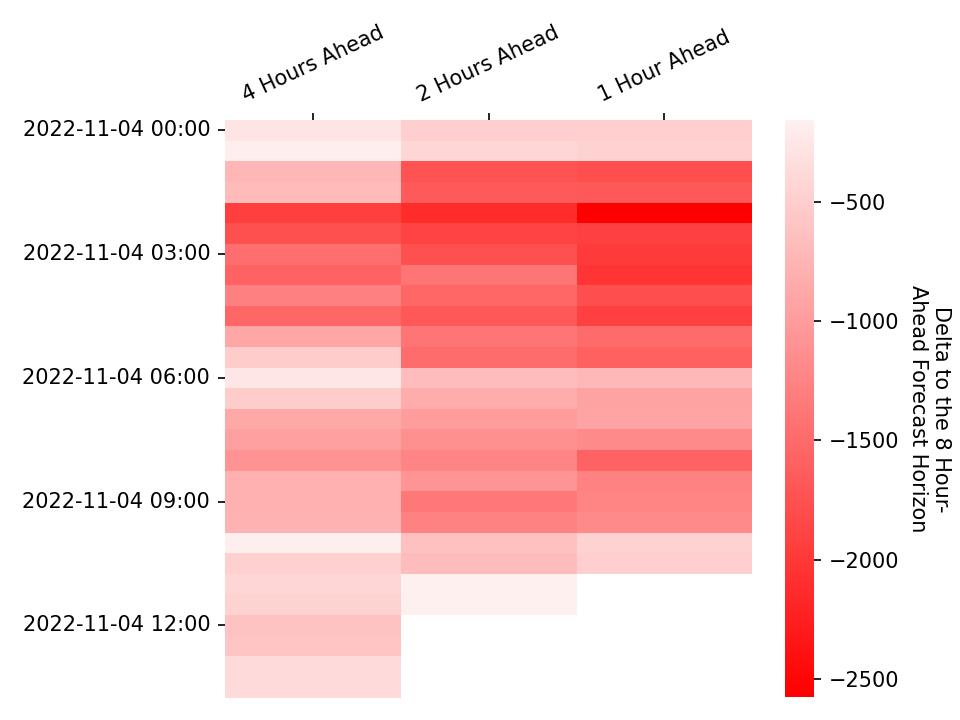 4 Hours Ahead
2 Hours Ahead
1 Hour Ahead
2022-11-04 00:00
2022-11-04 03:00
2022-11-04 06:00
2022-11-04 09:00
2022-11-04 12:00
−500
−1000
−1500
−2000
−2500
Delta to the 8 Hour-
Ahead Forecast Horizon